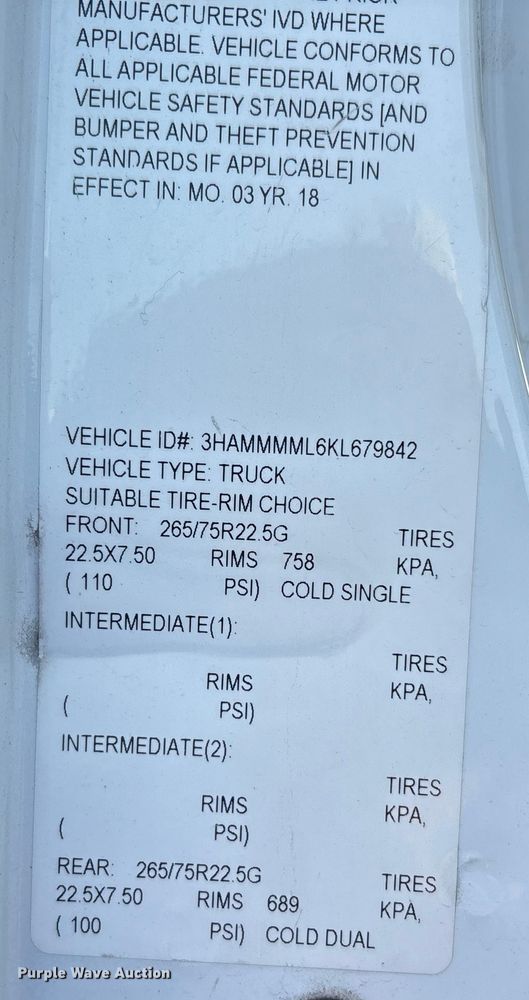 MANUFACTURERS' IVD WHERE
APPLICABLE. VEHICLE CONFORMS TO
ALL APPLICABLE FEDERAL MOTOR
VEHICLE SAFETY STANDARDS [AND
BUMPER AND THEFT PREVENTION
STANDARDS IF APPLICABLE] IN
EFFECT IN: MO. 03 YR. 18
VEHICLE ID#: 3HAMMMML6KL679842
VEHICLE TYPE: TRUCK
SUITABLE TIRE-RIM CHOICE
FRONT: 265/75R22.5G TIRES
22.5X7.50 RIMS 758 KPA,
( 110 PSI) COLD SINGLE
INTERMEDIATE(1):
TIRES
RIMS KPA,
( PSI)
INTERMEDIATE(2):
TIRES
RIMS KPA,
( PSI)
REAR: 265/75R22.5G TIRES
22.5X7.50 RIMS 689 KPA,
( 100 PSI) COLD DUAL
Purple Wave Auction